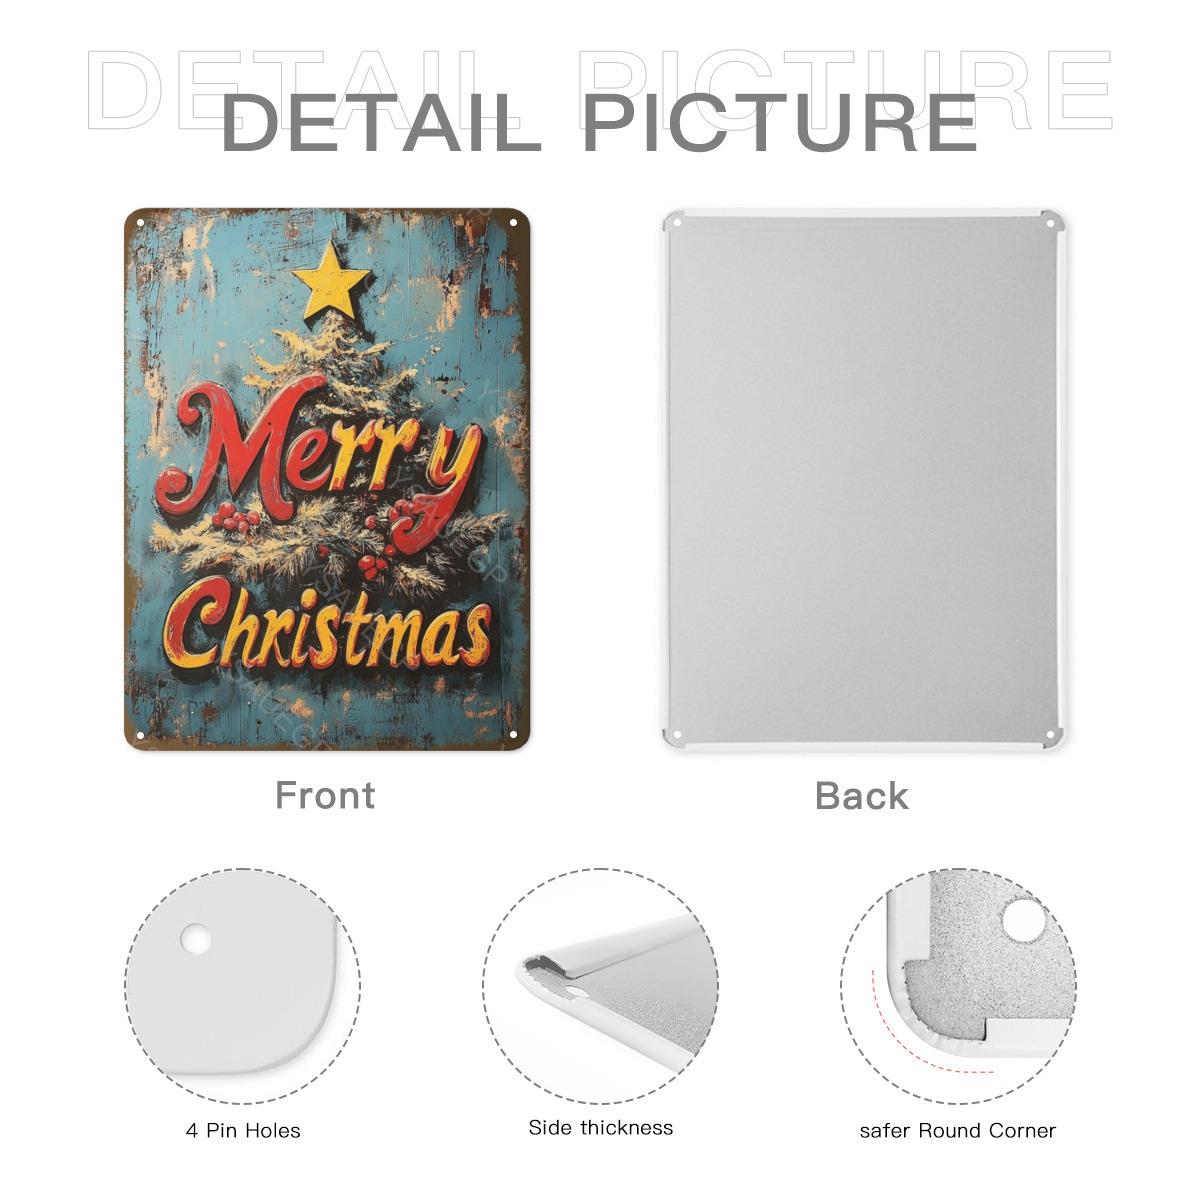 DETAIL PICTURE
DETAIL PICTURE
Merry
Christmas
Front
Back
4 Pin Holes
Side thickness
safer Round Corner